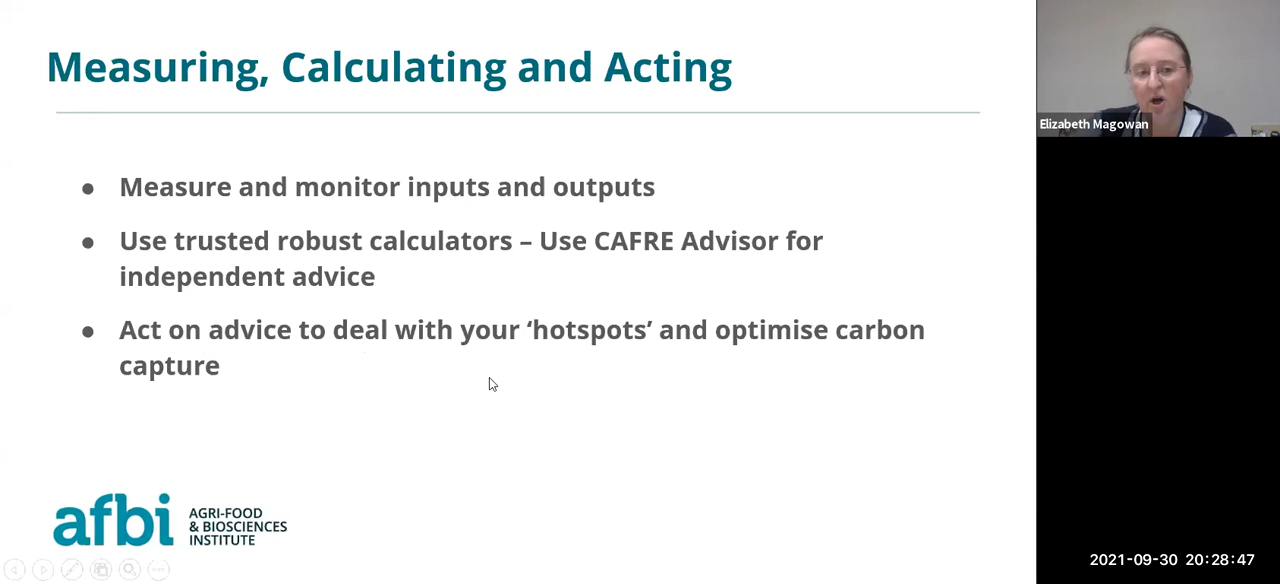 Measuring, Calculating and Acting
Elizabeth Magowan
● Measure and monitor inputs and outputs
● Use trusted robust calculators – Use CAFRE Advisor for
independent advice
● Act on advice to deal with your ‘hotspots’ and optimise carbon
capture
afbi
AGRI-FOOD
& BIOSCIENCES
INSTITUTE
2021-09-30 20:28:47